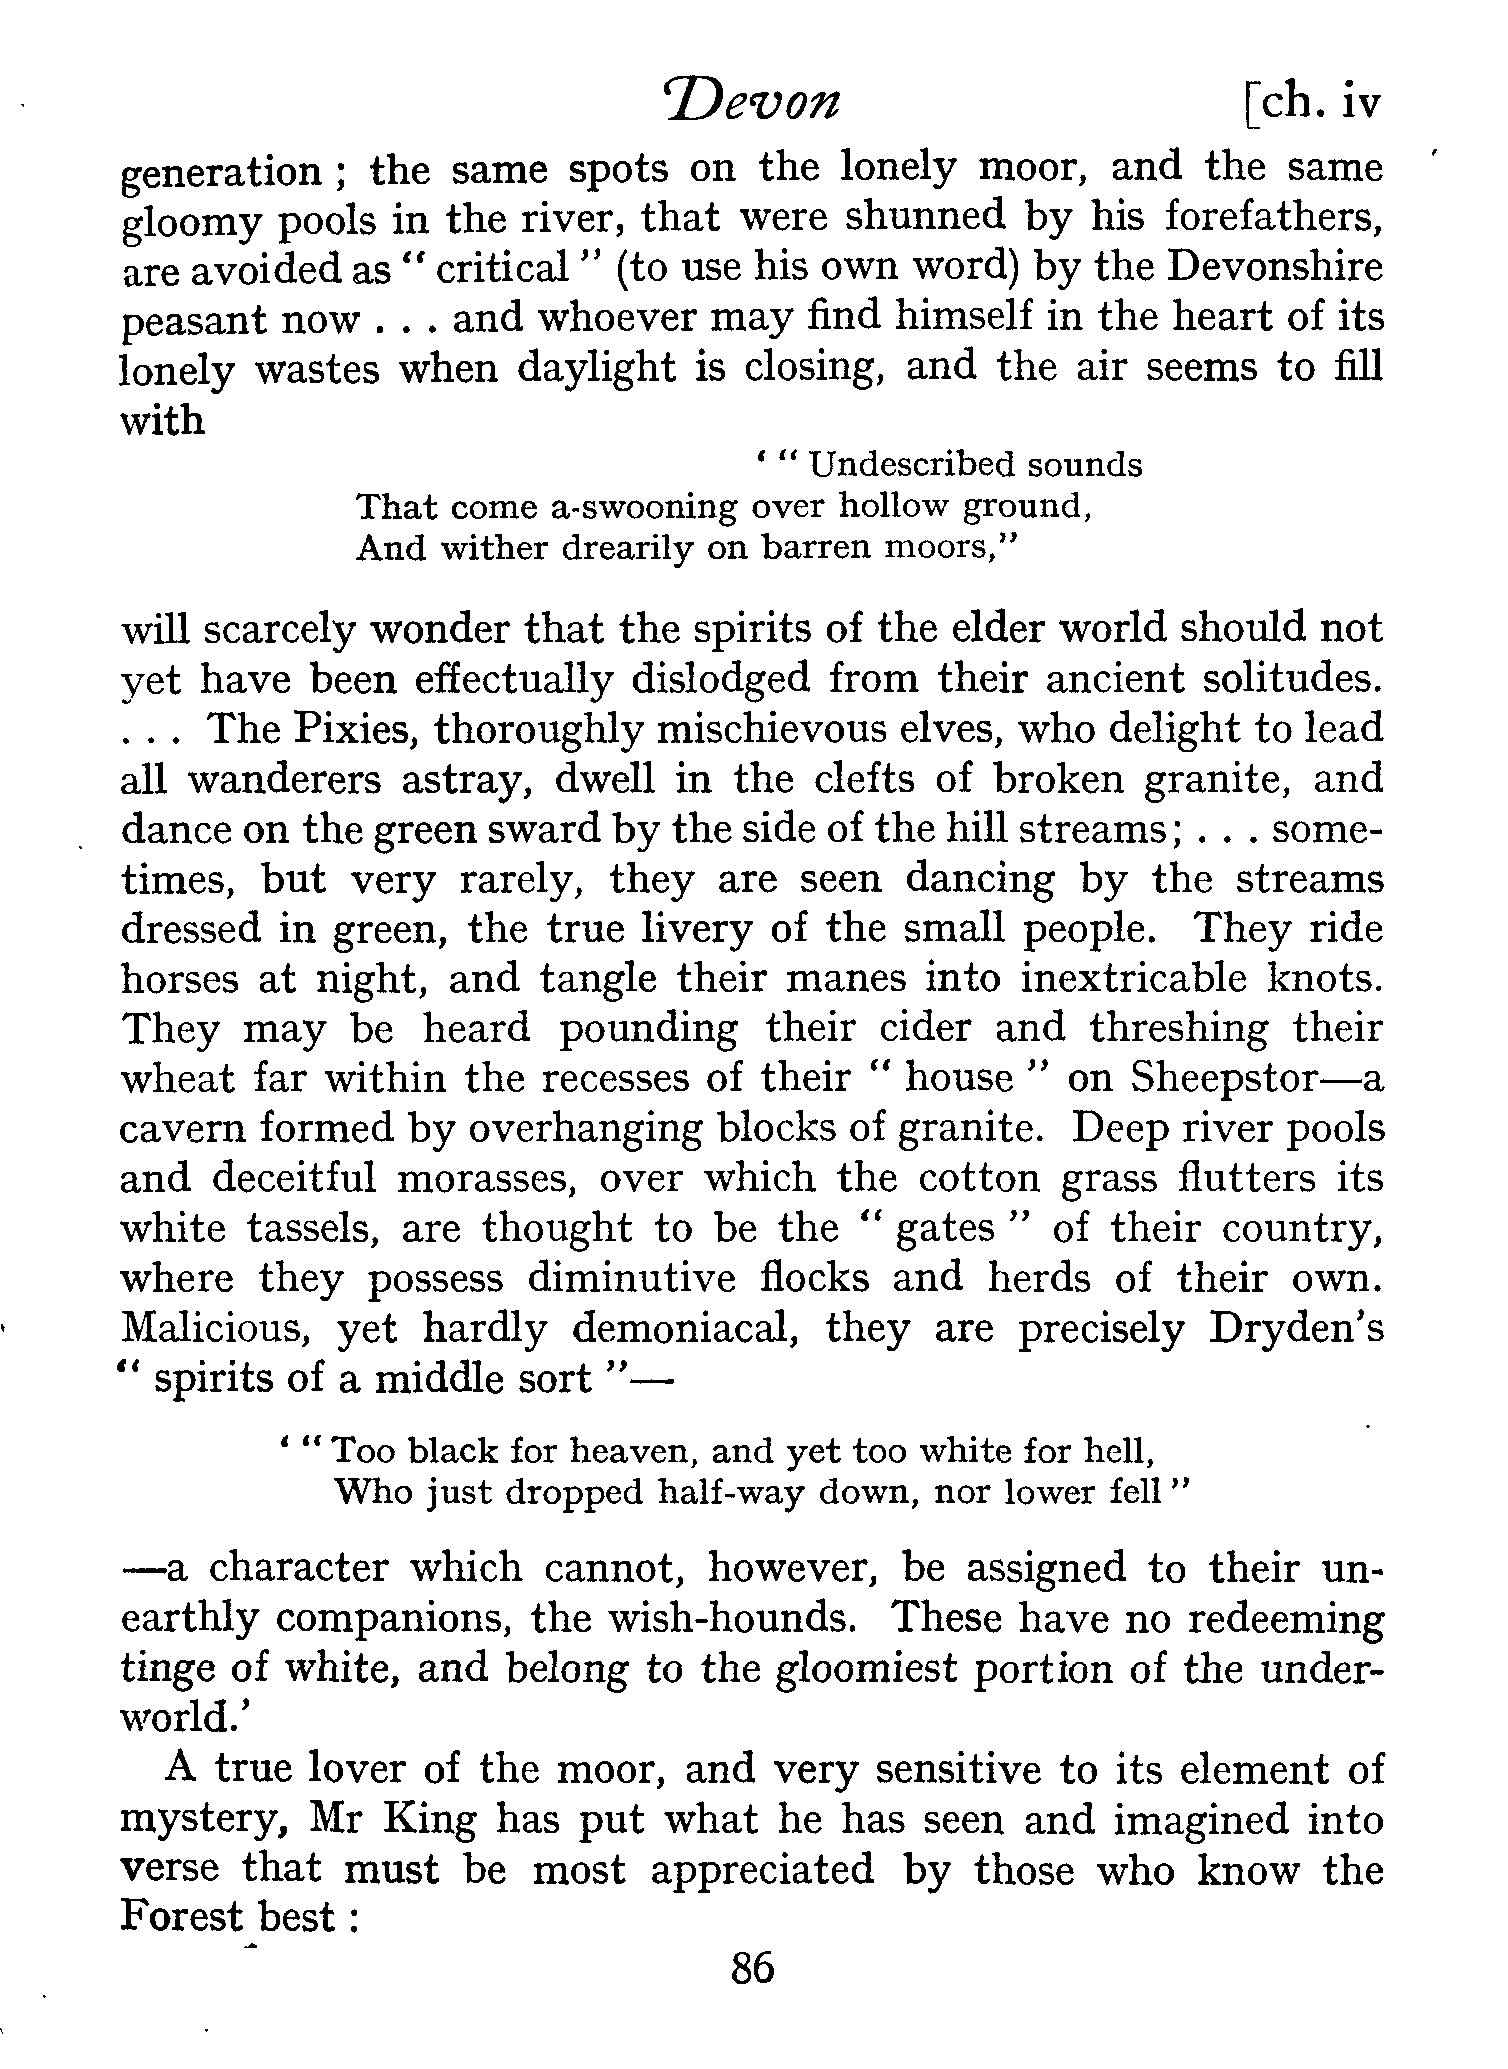 Devon [ch. iv
generation ; the same spots on the lonely moor, and the same
gloomy pools in the river, that were shunned by his forefathers,
are avoided as “ critical ” (to use his own word) by the Devonshire
peasant now . . . and whoever may find himself in the heart of its
lonely wastes when daylight is closing, and the air seems to fill
with
‘ “ Undescribed sounds
That come a-swooning over hollow ground,
And wither drearily on barren moors,”
will scarcely wonder that the spirits of the elder world should not
yet have been effectually dislodged from their ancient solitudes.
. . . The Pixies, thoroughly mischievous elves, who delight to lead
all wanderers astray, dwell in the clefts of broken granite, and
dance on the green sward by the side of the hill streams; . . . some-
times, but very rarely, they are seen dancing by the streams
dressed in green, the true livery of the small people. They ride
horses at night, and tangle their manes into inextricable knots.
They may be heard pounding their cider and threshing their
wheat far within the recesses of their “ house ” on Sheepstor—a
cavern formed by overhanging blocks of granite. Deep river pools
and deceitful morasses, over which the cotton grass flutters its
white tassels, are thought to be the “ gates ” of their country,
where they possess diminutive flocks and herds of their own.
Malicious, yet hardly demoniacal, they are precisely Dryden’s
“ spirits of a middle sort ”—
‘ “ Too black for heaven, and yet too white for hell,
Who just dropped half-way down, nor lower fell ”
—a character which cannot, however, be assigned to their un-
earthly companions, the wish-hounds. These have no redeeming
tinge of white, and belong to the gloomiest portion of the under-
world.’
A true lover of the moor, and very sensitive to its element of
mystery, Mr King has put what he has seen and imagined into
verse that must be most appreciated by those who know the
Forest best :
86